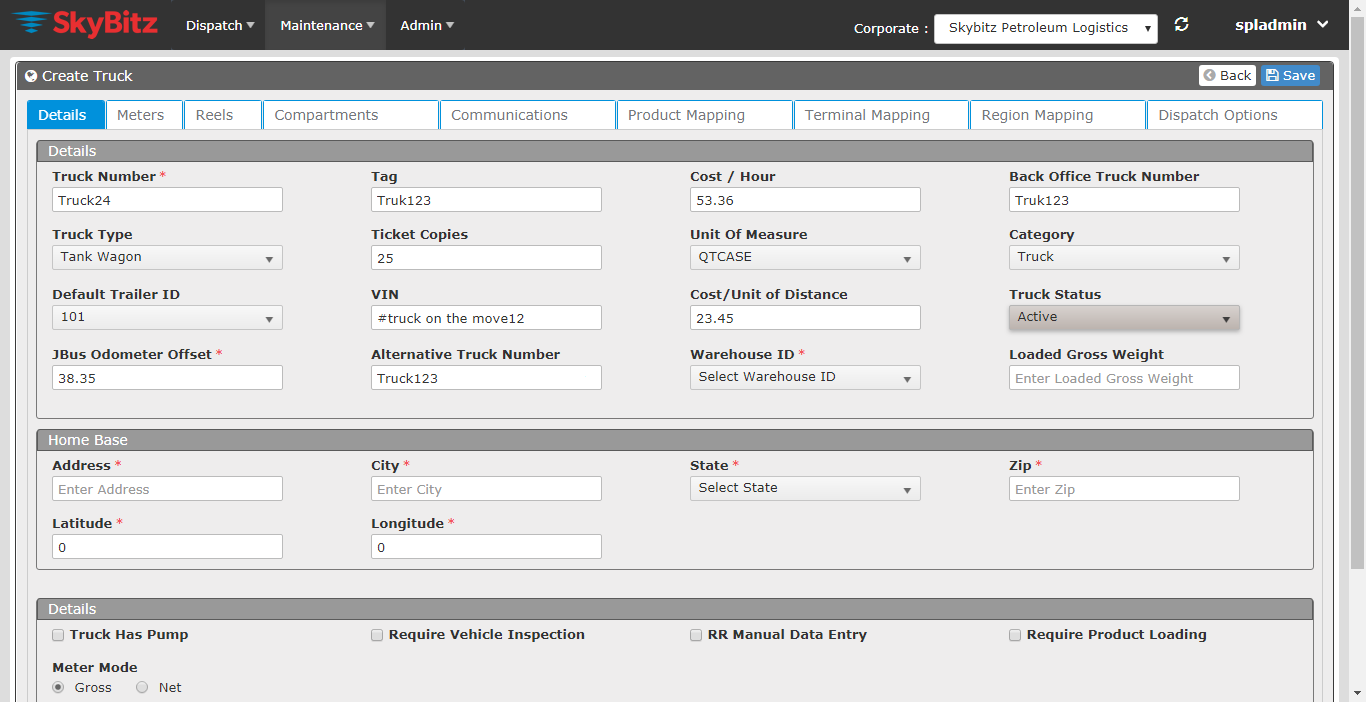 SkyBitz Dispatch Maintenance Admin Corporate : Skybitz Petroleum Logistics spladmin
Create Truck Back Save
Details Meters Reels Compartments Communications Product Mapping Terminal Mapping Region Mapping Dispatch Options
Details
Truck Number * Tag Cost / Hour Back Office Truck Number
Truck24 Truk123 53.36 Truk123
Truck Type Ticket Copies Unit Of Measure Category
Tank Wagon 25 QTCASE Truck
Default Trailer ID VIN Cost/Unit of Distance Truck Status
101 #truck on the move12 23.45 Active
JBus Odometer Offset * Alternative Truck Number Warehouse ID * Loaded Gross Weight
38.35 Truck123 Select Warehouse ID Enter Loaded Gross Weight
Home Base
Address * City * State * Zip *
Enter Address Enter City Select State Enter Zip
Latitude * Longitude *
0 0
Details
Truck Has Pump Require Vehicle Inspection RR Manual Data Entry Require Product Loading
Meter Mode
Gross Net